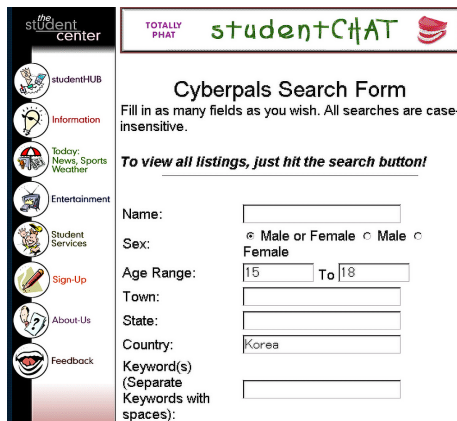 the
student
center
studentHUB
Information
Today:
News, Sports
Weather
Entertainment
Student
Services
Sign-Up
About-Us
Feedback
TOTALLY
PHAT
studentCHAT
Cyberpals Search Form
Fill in as many fields as you wish. All searches are case-
insensitive.
To view all listings, just hit the search button!
Name:
Sex:
Male or Female Male
Female
Age Range:
15 To 18
Town:
State:
Country:
Korea
Keyword(s)
(Separate
Keywords with
spaces):